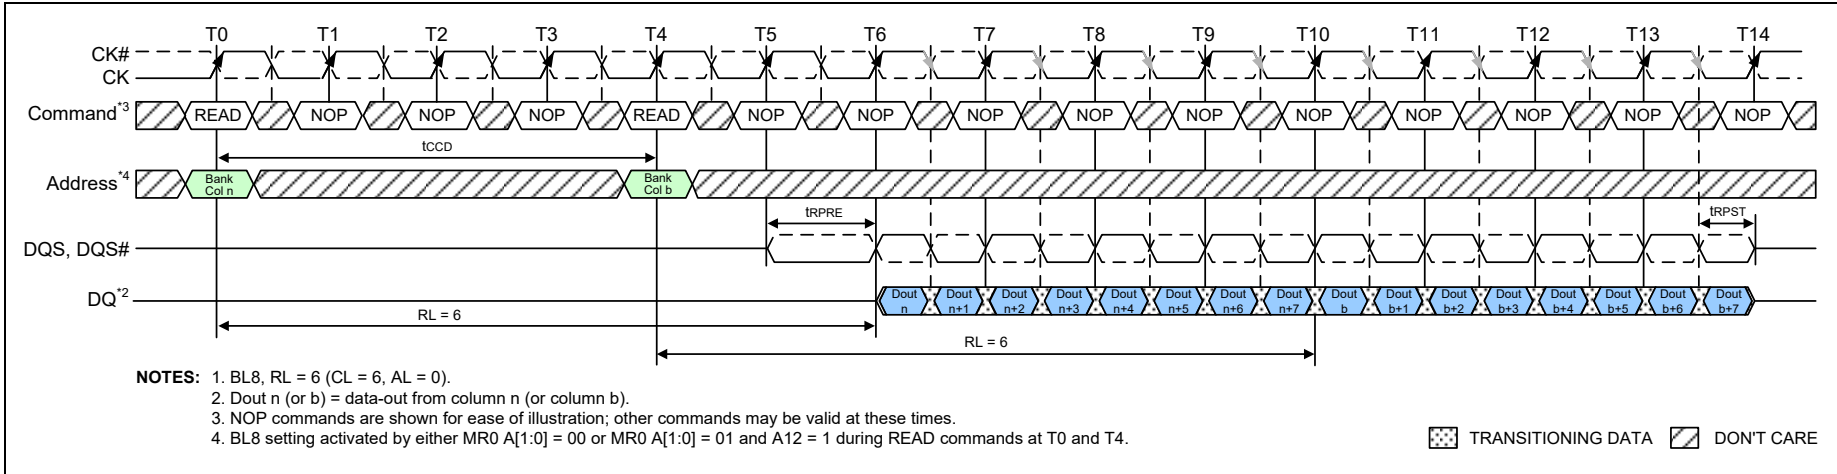 T0 T1 T2 T3 T4 T5 T6 T7 T8 T9 T10 T11 T12 T13 T14
CK#
CK
Command*3 READ NOP NOP NOP READ NOP NOP NOP NOP NOP NOP NOP NOP NOP NOP
tCCD
Address*4 Bank Col n Bank Col b
tRPRE tRPST
DQS, DQS#
DQ*2 Dout n Dout n+1 Dout n+2 Dout n+3 Dout n+4 Dout n+5 Dout n+6 Dout n+7 Dout b Dout b+1 Dout b+2 Dout b+3 Dout b+4 Dout b+5 Dout b+6 Dout b+7
RL = 6
RL = 6
NOTES: 1. BL8, RL = 6 (CL = 6, AL = 0).
2. Dout n (or b) = data-out from column n (or column b).
3. NOP commands are shown for ease of illustration; other commands may be valid at these times.
4. BL8 setting activated by either MR0 A[1:0] = 00 or MR0 A[1:0] = 01 and A12 = 1 during READ commands at T0 and T4.
TRANSITIONING DATA DON'T CARE